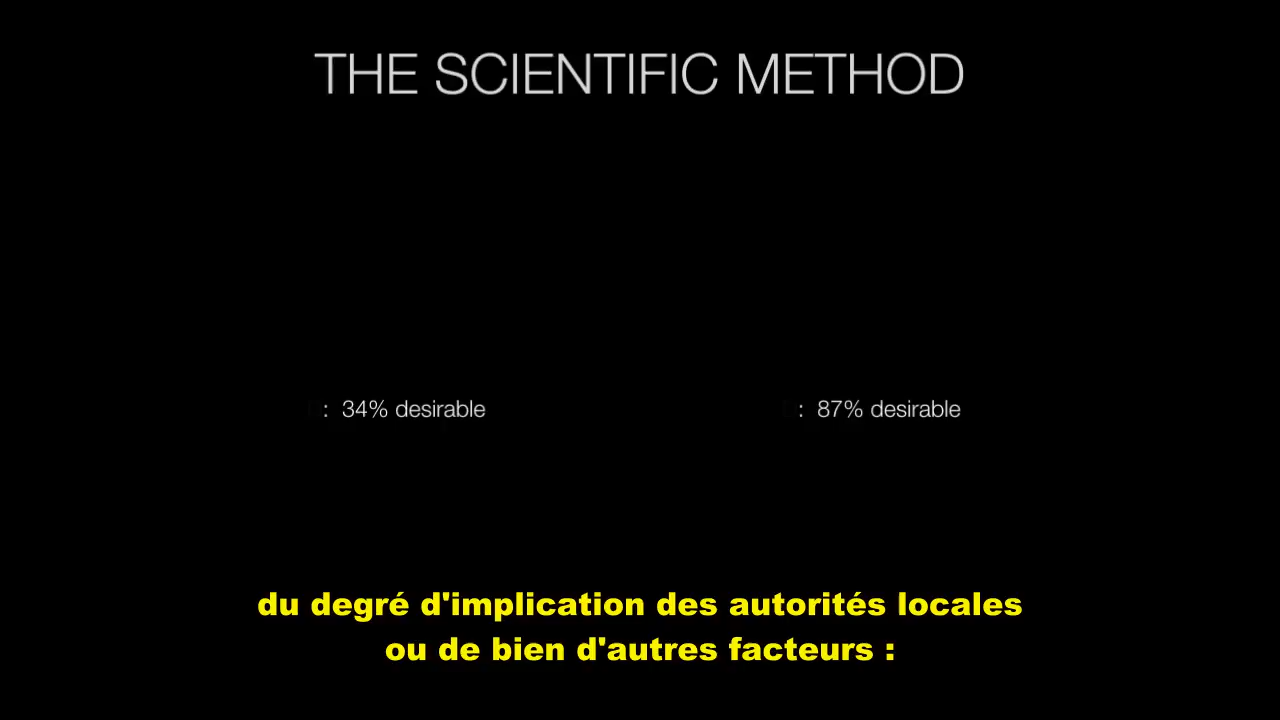 THE SCIENTIFIC METHOD
: 34% desirable
: 87% desirable
du degré d'implication des autorités locales
ou de bien d'autres facteurs :